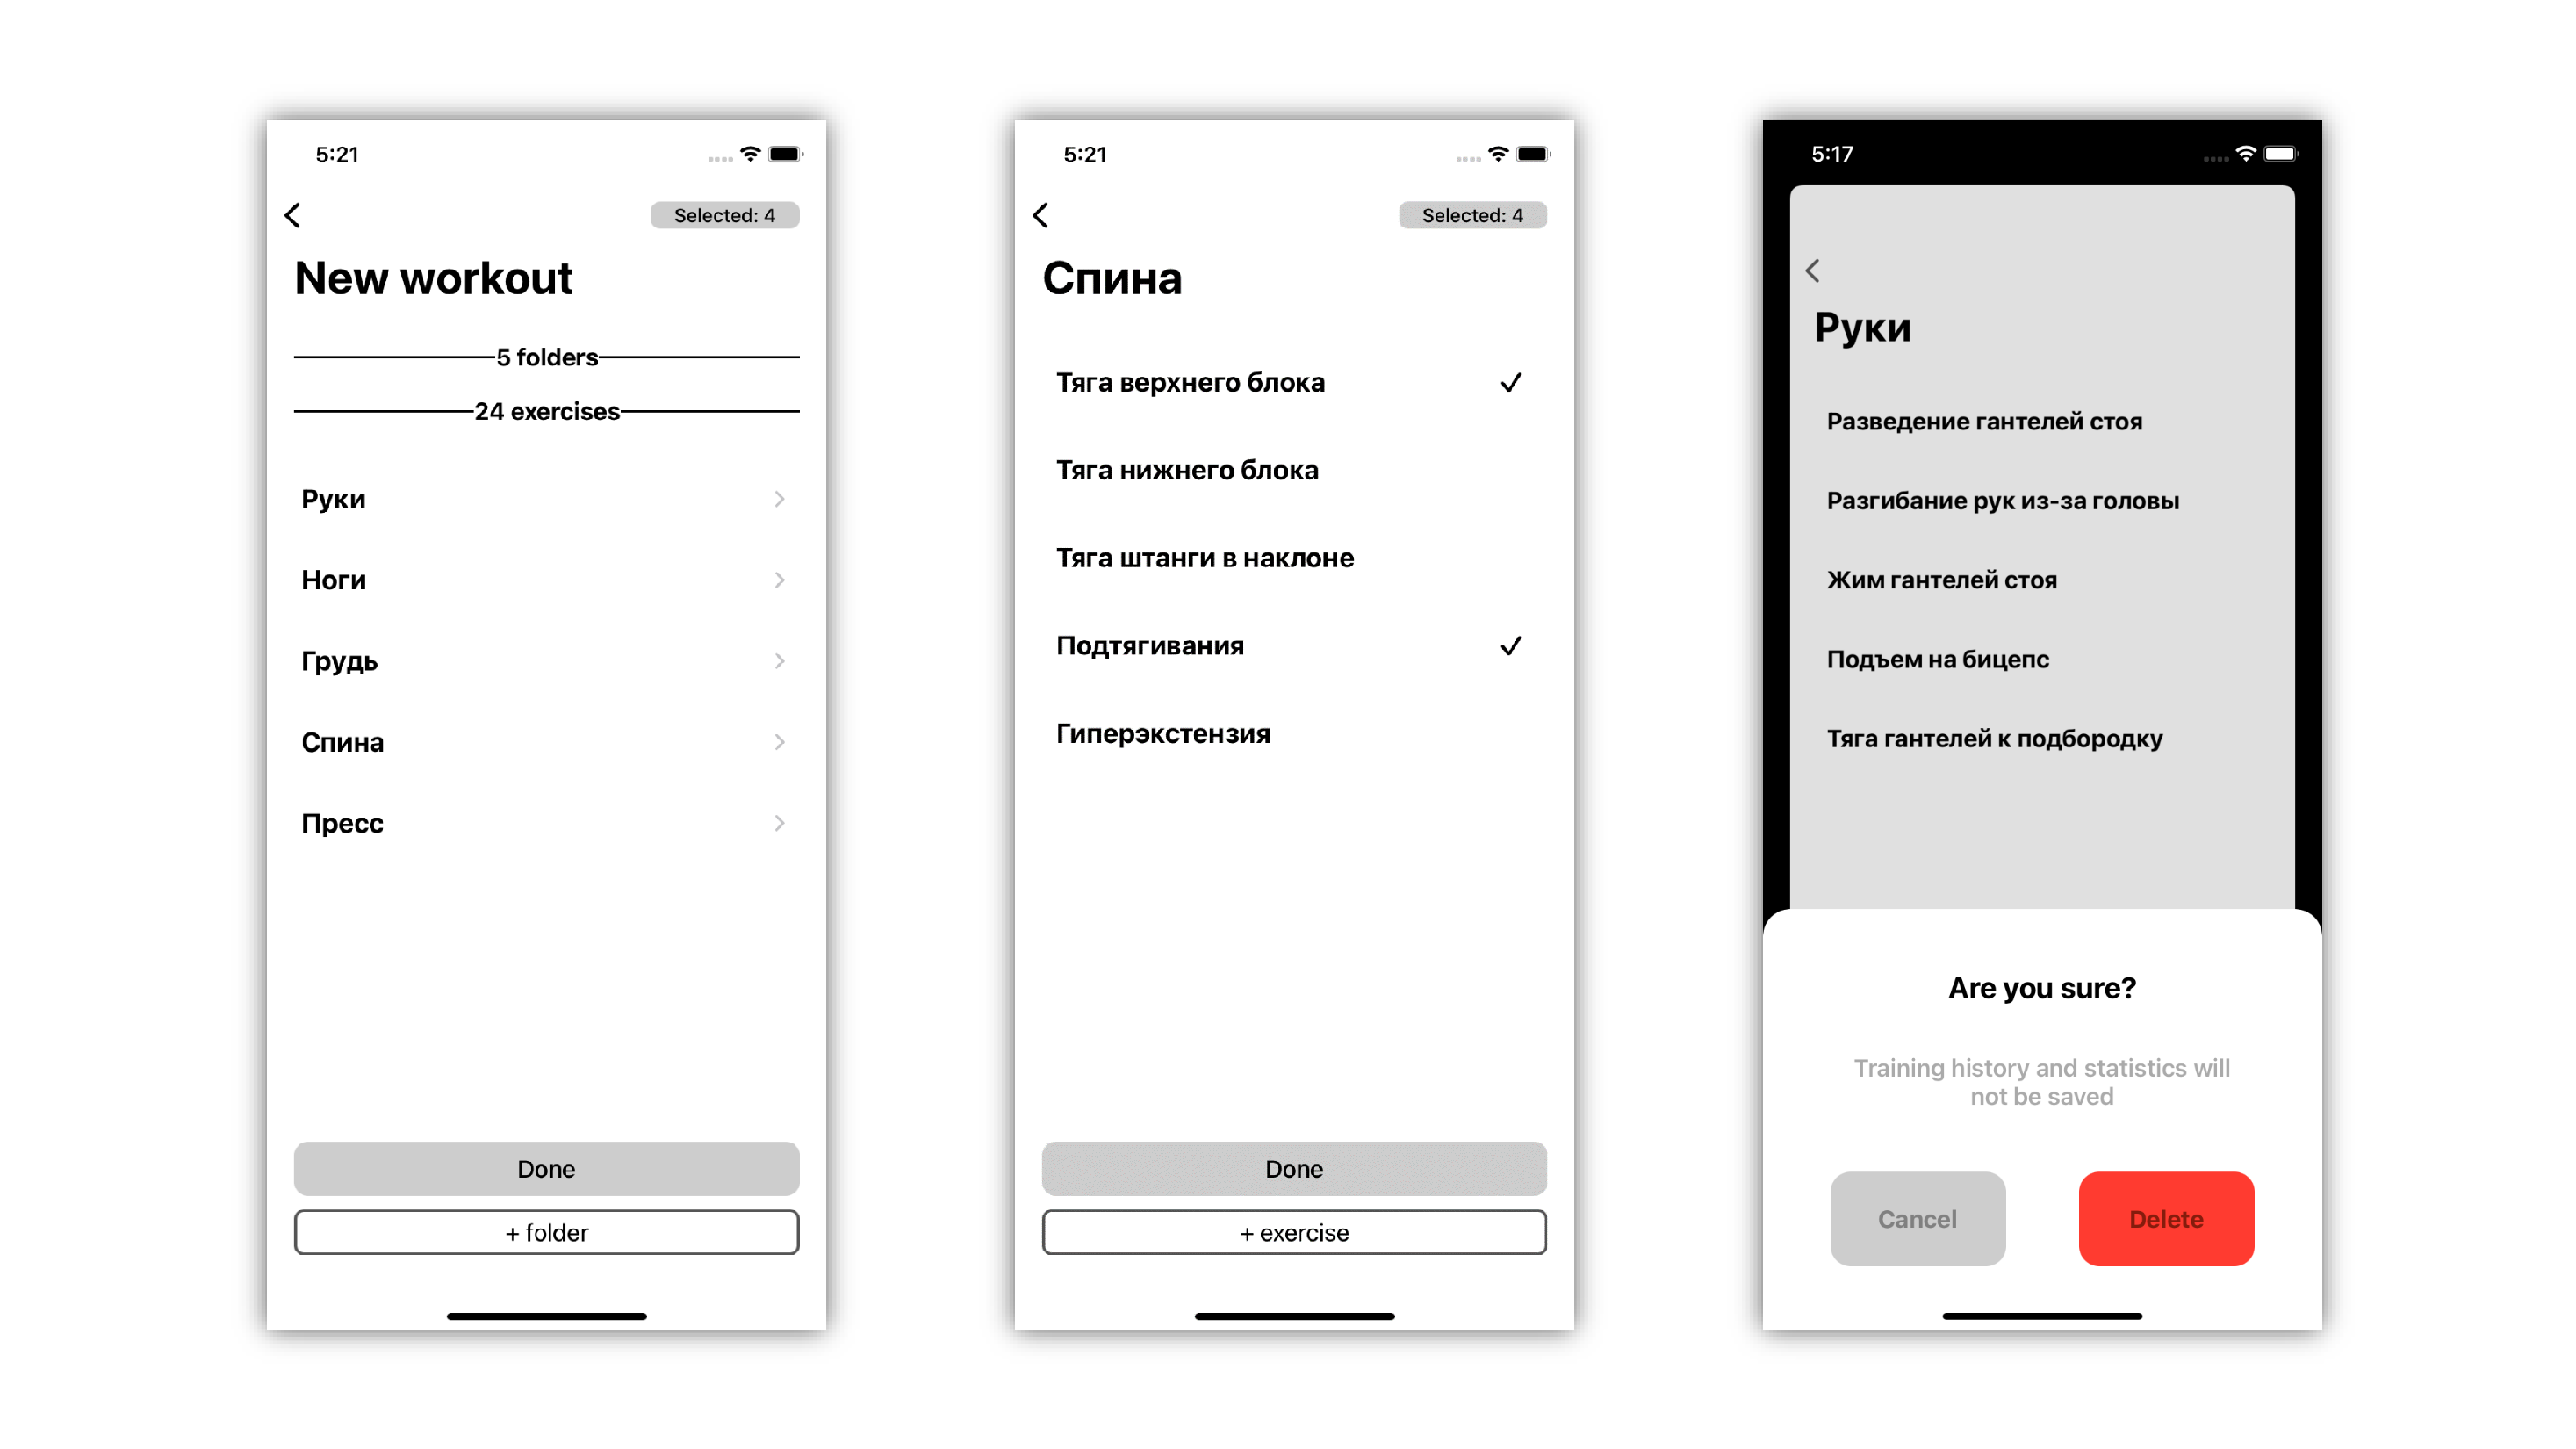 5:21
Selected: 4
New workout
5 folders
24 exercises
Руки
Ноги
Грудь
Спина
Пресс
Done
+ folder
5:21
Selected: 4
Спина
Тяга верхнего блока
Тяга нижнего блока
Тяга штанги в наклоне
Подтягивания
Гиперэкстензия
Done
+ exercise
5:17
Руки
Разведение гантелей стоя
Разгибание рук из-за головы
Жим гантелей стоя
Подъем на бицепс
Тяга гантелей к подбородку
Are you sure?
Training history and statistics will
not be saved
Cancel
Delete